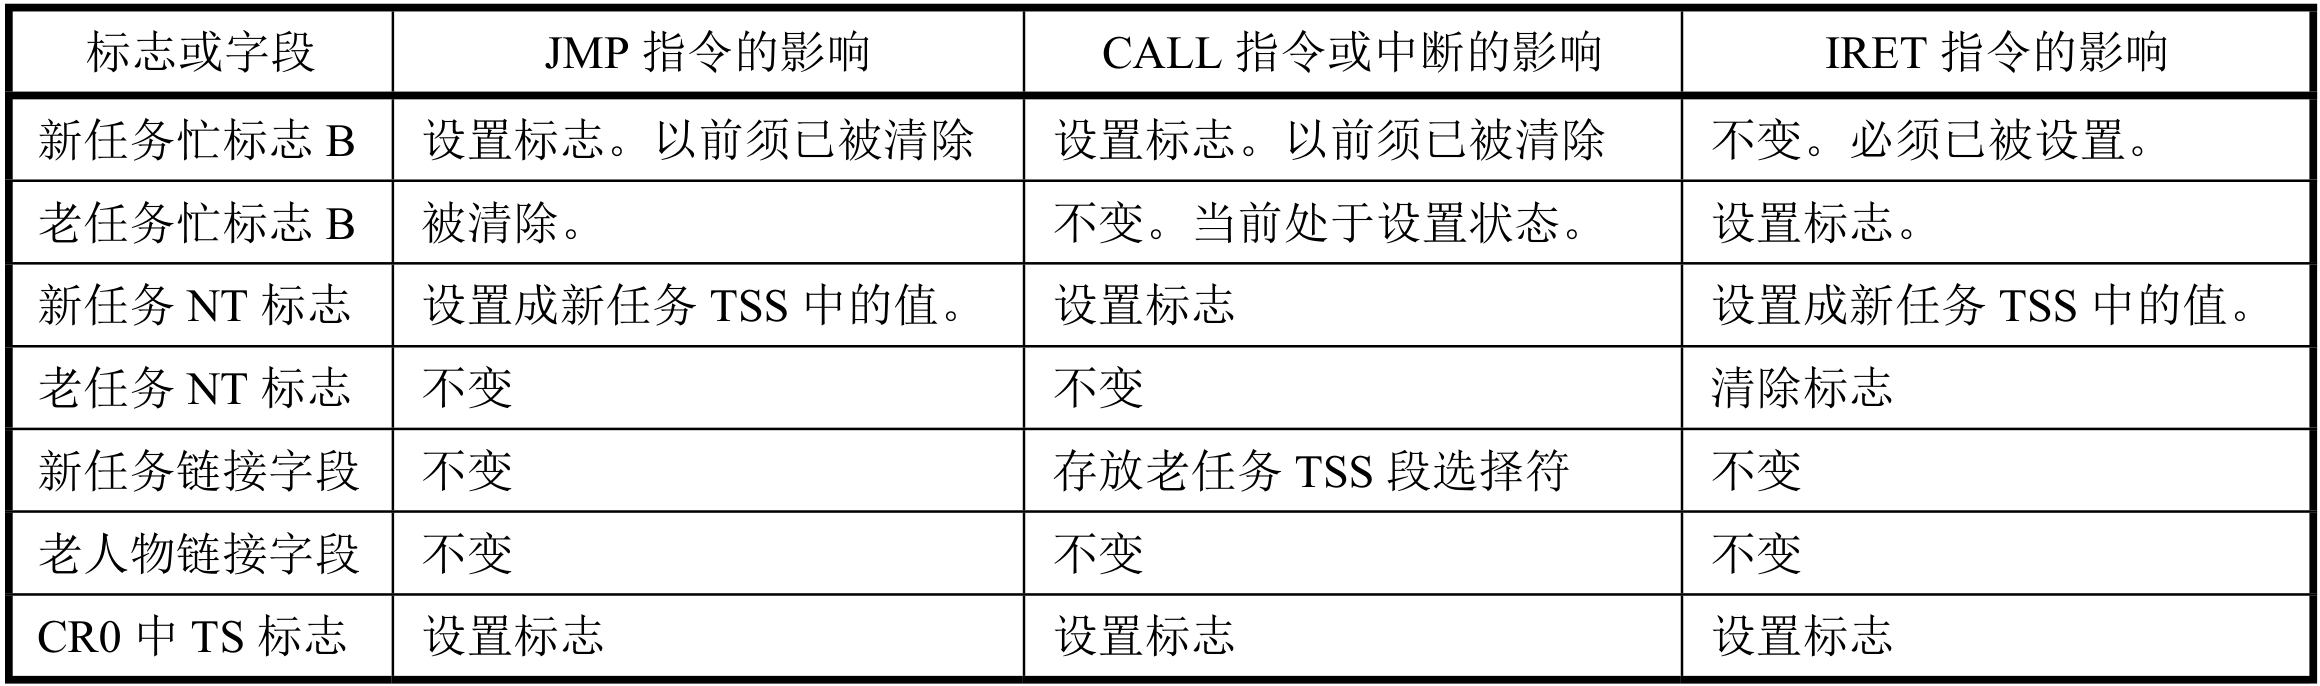 标志或字段 JMP 指令的影响 CALL 指令或中断的影响 IRET 指令的影响
新任务忙标志 B 设置标志。以前须已被清除 设置标志。以前须已被清除 不变。必须已被设置。
老任务忙标志 B 被清除。 不变。当前处于设置状态。 设置标志。
新任务 NT 标志 设置成新任务 TSS 中的值。 设置标志 设置成新任务 TSS 中的值。
老任务 NT 标志 不变 不变 清除标志
新任务链接字段 不变 存放老任务 TSS 段选择符 不变
老人物链接字段 不变 不变 不变
CR0 中 TS 标志 设置标志 设置标志 设置标志